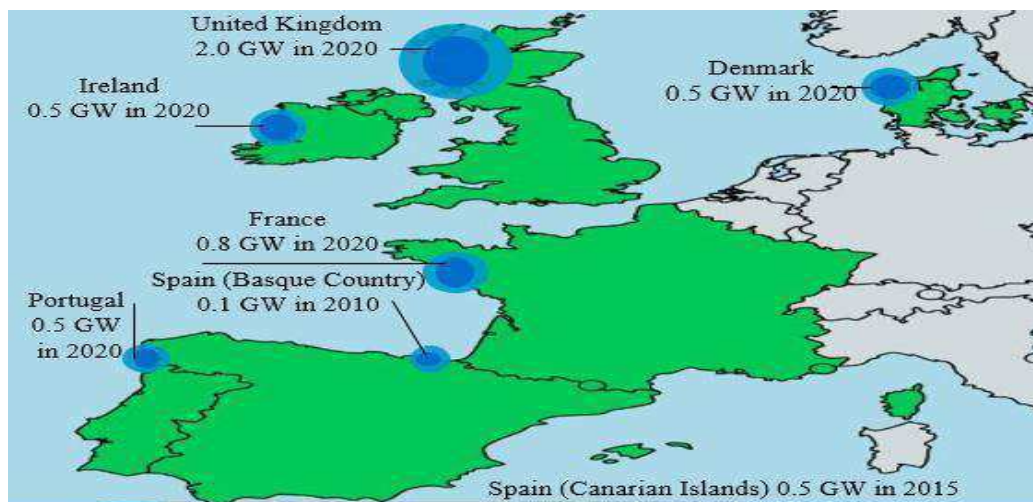 United Kingdom
2.0 GW in 2020
Ireland
0.5 GW in 2020
Denmark
0.5 GW in 2020
France
0.8 GW in 2020
Spain (Basque Country)
0.1 GW in 2010
Portugal
0.5 GW
in 2020
Spain (Canarian Islands) 0.5 GW in 2015